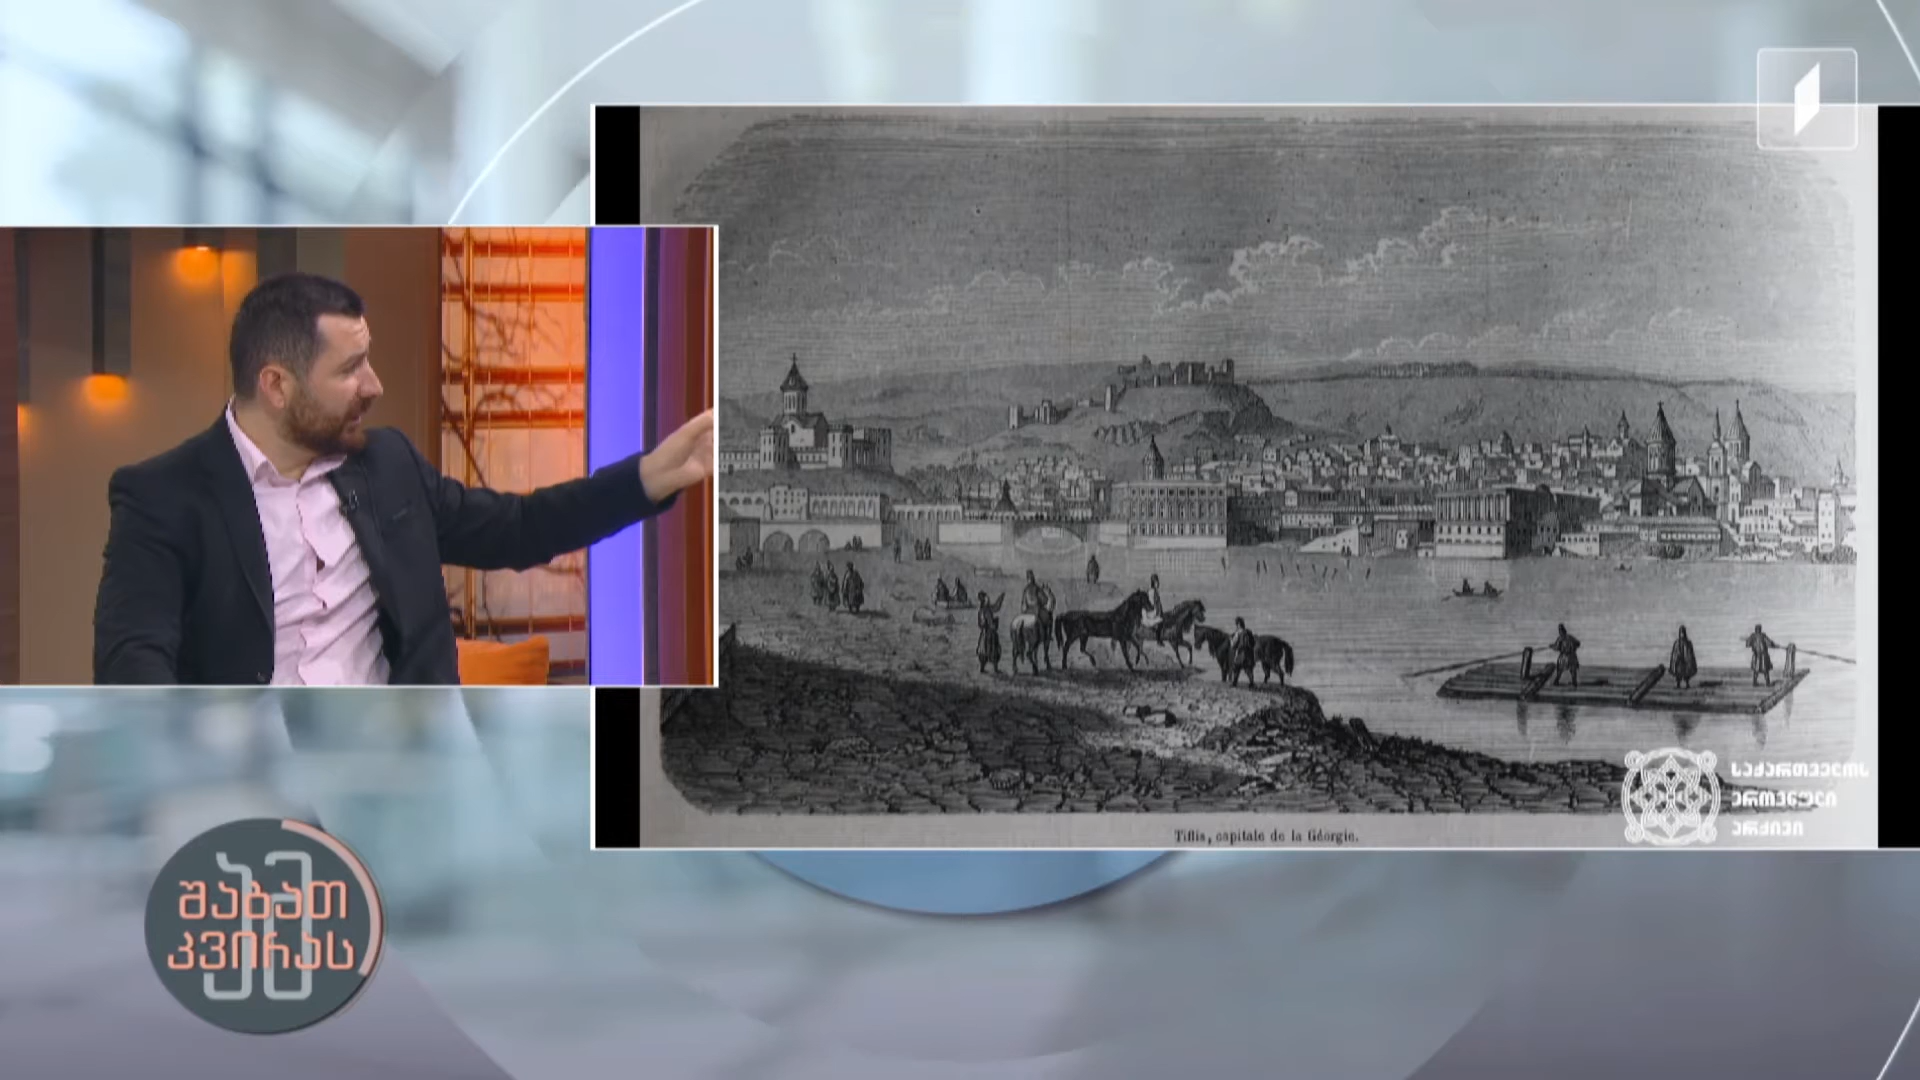 Tiflis, capitale de la Géorgie.
საქართველოს
ეროვნული
არქივი
შაბათ
კვირას